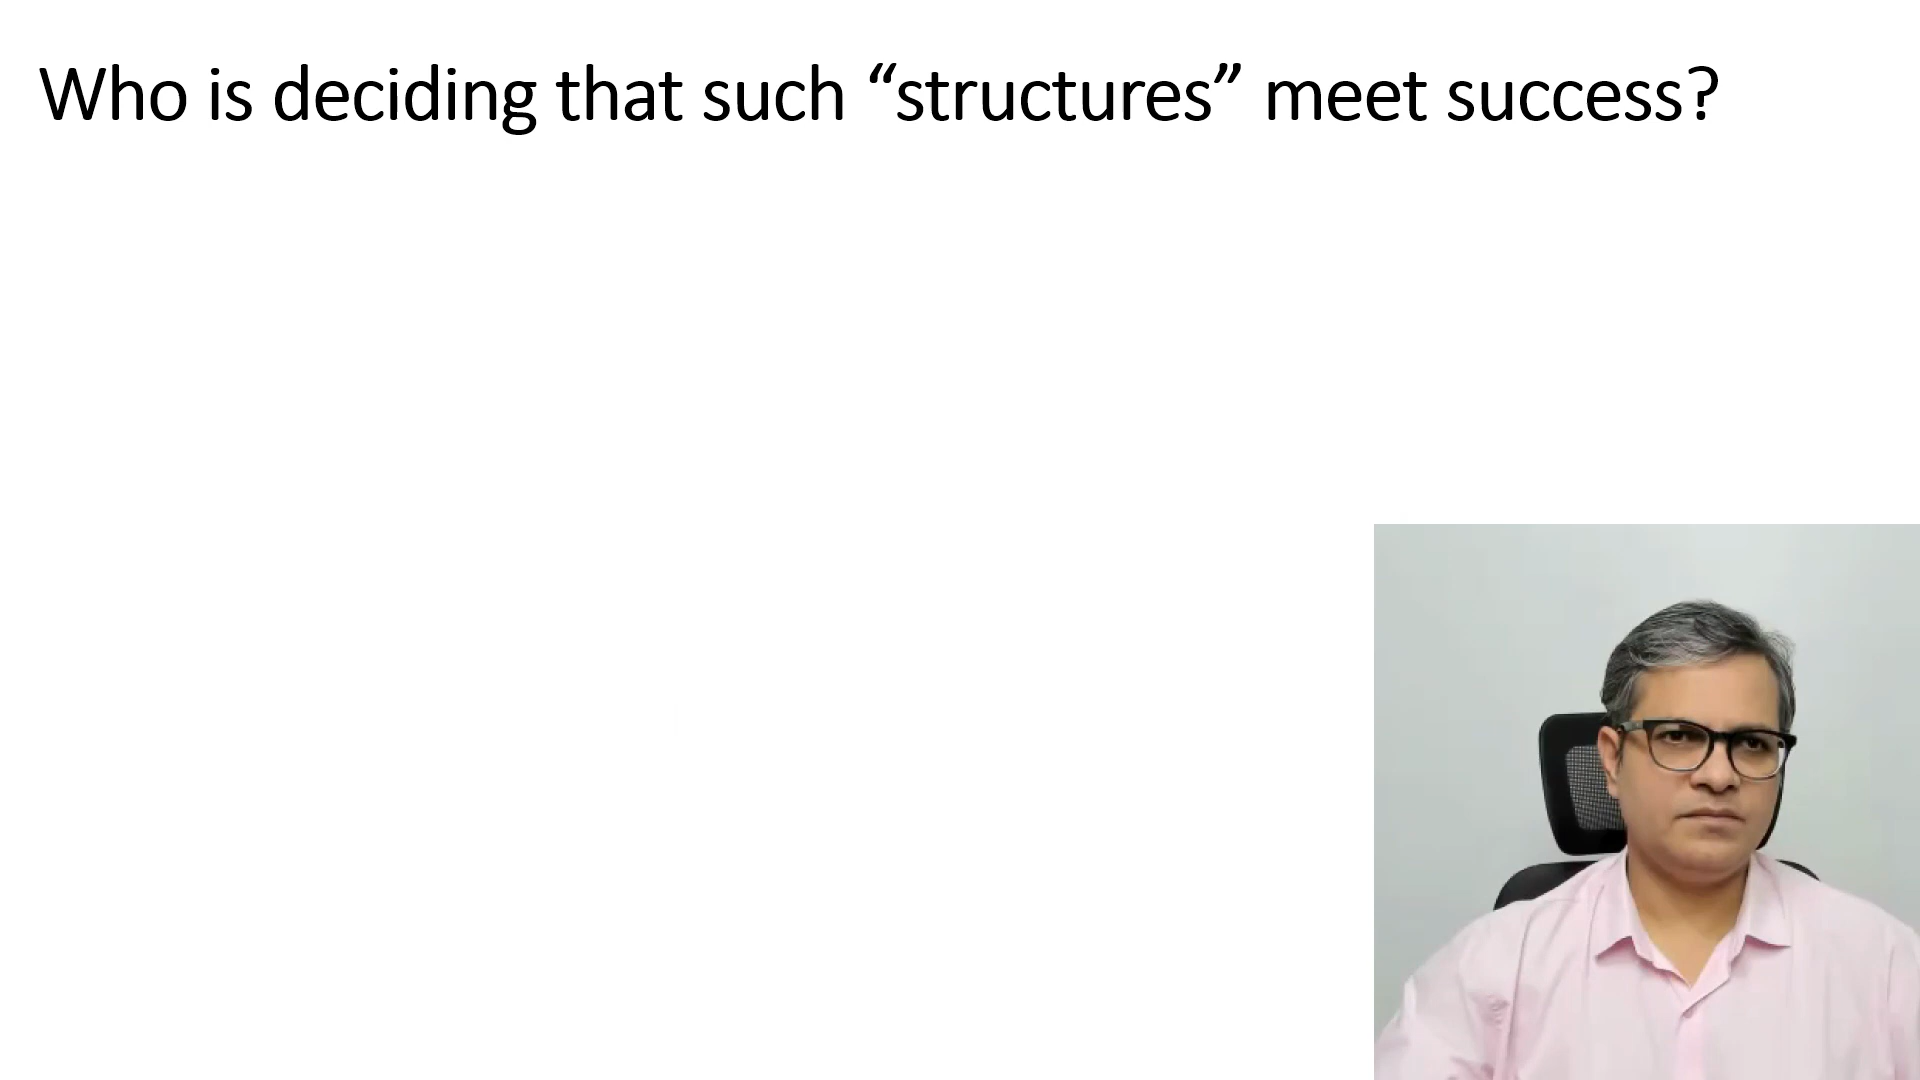 Who is deciding that such “structures” meet success?